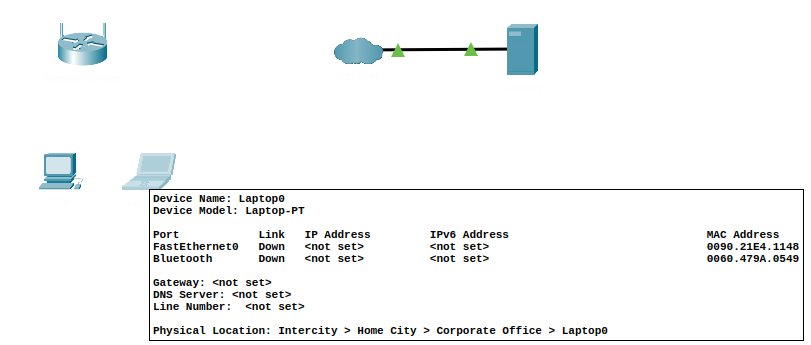 Device Name: Laptop0
Device Model: Laptop-PT
Port Link IP Address IPv6 Address MAC Address
FastEthernet0 Down <not set> <not set> 0090.21E4.1148
Bluetooth Down <not set> <not set> 0060.479A.0549
Gateway: <not set>
DNS Server: <not set>
Line Number: <not set>
Physical Location: Intercity > Home City > Corporate Office > Laptop0